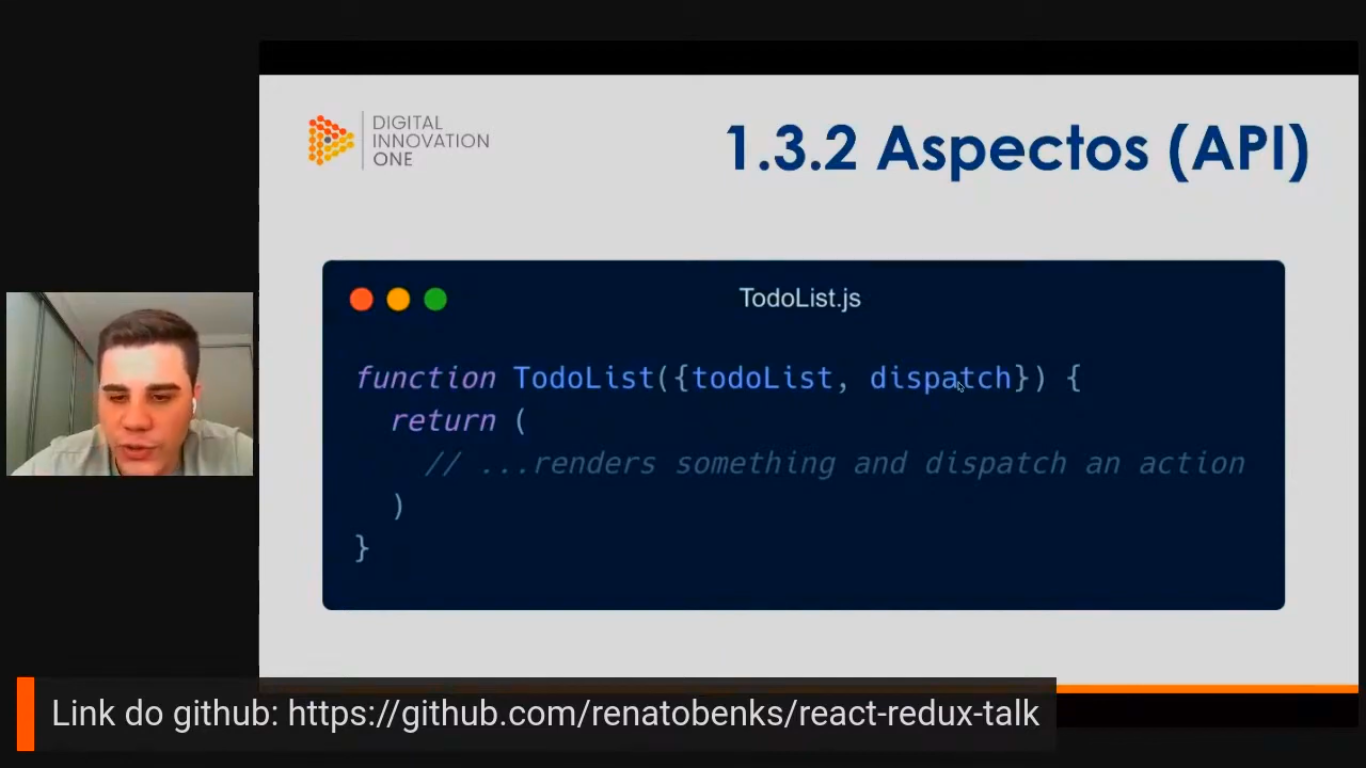 DIGITAL
INNOVATION
ONE
1.3.2 Aspectos (API)
TodoList.js
function TodoList({todoList, dispatch}) {
return (
// ...renders something and dispatch an action
)
}
Link do github: https://github.com/renatobenks/react-redux-talk